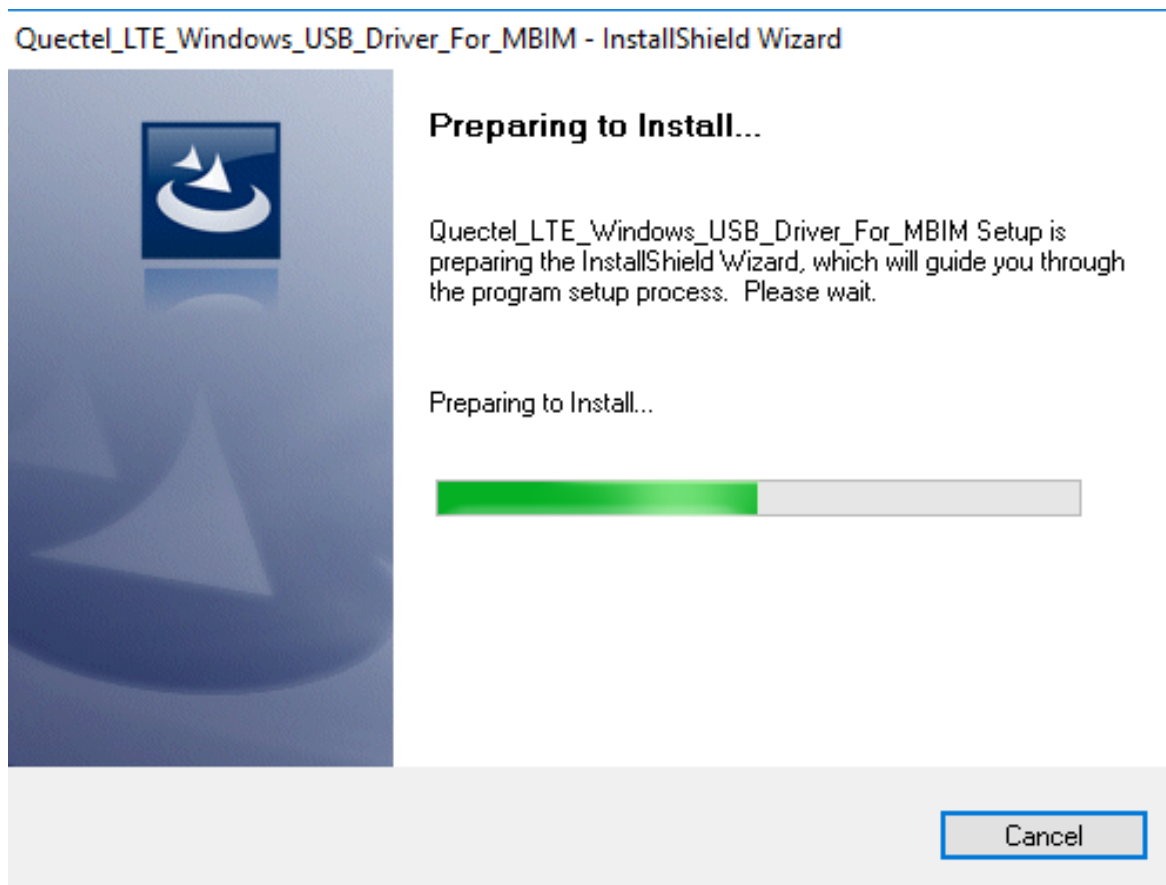 Quectel_LTE_Windows_USB_Driver_For_MBIM - InstallShield Wizard
Preparing to Install...
Quectel_LTE_Windows_USB_Driver_For_MBIM Setup is
preparing the InstallShield Wizard, which will guide you through
the program setup process. Please wait.
Preparing to Install...
Cancel